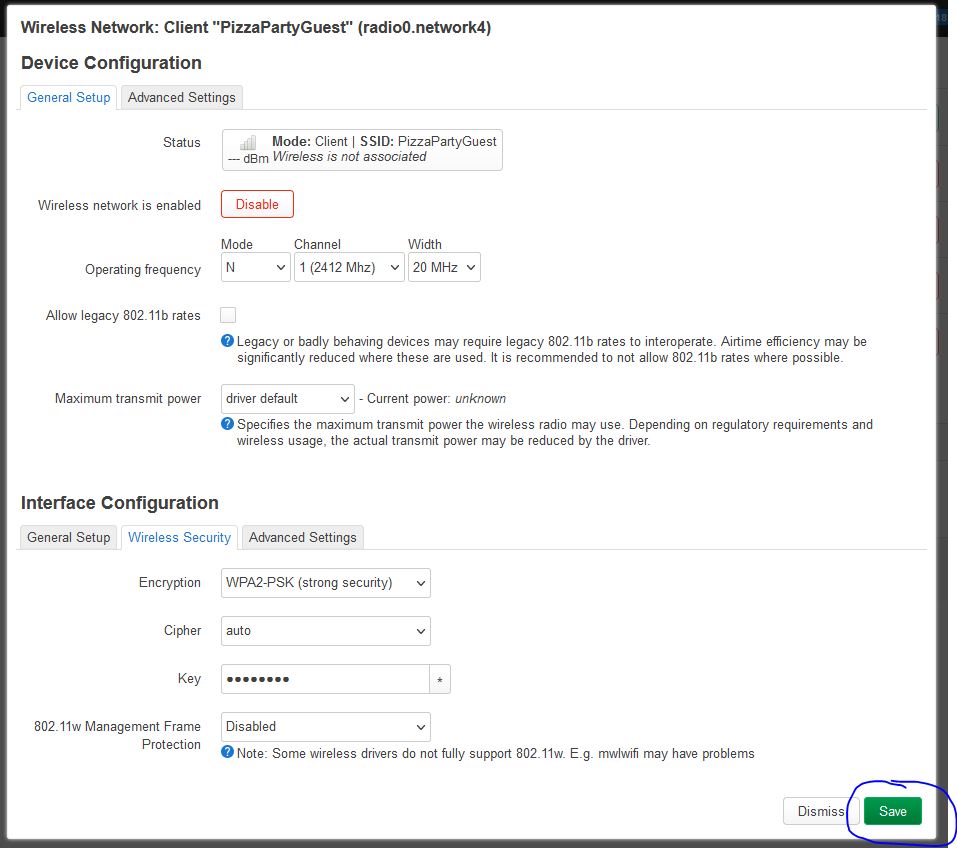 Wireless Network: Client "PizzaPartyGuest" (radio0.network4)
Device Configuration
General Setup Advanced Settings
Status
Mode: Client | SSID: PizzaPartyGuest
--- dBm Wireless is not associated
Wireless network is enabled Disable
Mode Channel Width
Operating frequency N 1 (2412 Mhz) 20 MHz
Allow legacy 802.11b rates
Legacy or badly behaving devices may require legacy 802.11b rates to interoperate. Airtime efficiency may be
significantly reduced where these are used. It is recommended to not allow 802.11b rates where possible.
Maximum transmit power driver default - Current power: unknown
Specifies the maximum transmit power the wireless radio may use. Depending on regulatory requirements and
wireless usage, the actual transmit power may be reduced by the driver.
Interface Configuration
General Setup Wireless Security Advanced Settings
Encryption WPA2-PSK (strong security)
Cipher auto
Key •••••••• *
802.11w Management Frame
Protection
Disabled
Note: Some wireless drivers do not fully support 802.11w. E.g. mwlwifi may have problems
Dismiss Save